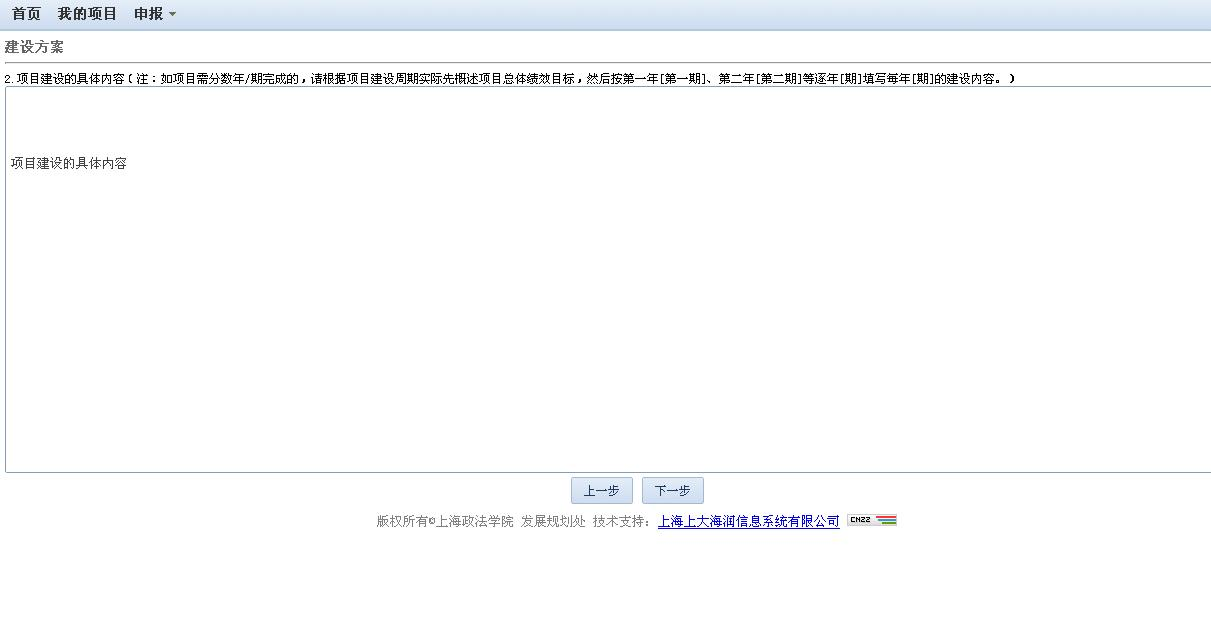 首页 我的项目 申报
建设方案
2.项目建设的具体内容(注：如项目需分数年/期完成的，请根据项目建设周期实际先概述项目总体绩效目标，然后按第一年[第一期]、第二年[第二期]等逐年[期]填写每年[期]的建设内容。)
项目建设的具体内容
上一步 下一步
版权所有©上海政法学院 发展规划处 技术支持：上海上大海润信息系统有限公司 CNZZ